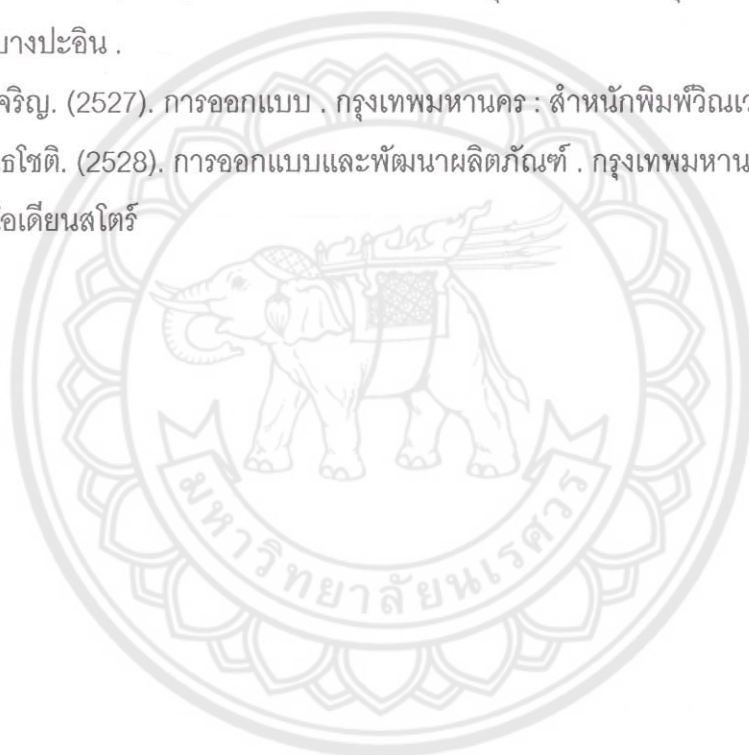 บางปะอิน .
จริญ. (2527). การออกแบบ . กรุงเทพมหานคร : สำหนักพิมพ์วิณเว
ธโชติ. (2528). การออกแบบและพัฒนาผลิตภัณฑ์ . กรุงเทพมหาน
อเดียนสโตร์
มหาวิทยาลัยนเรศวร